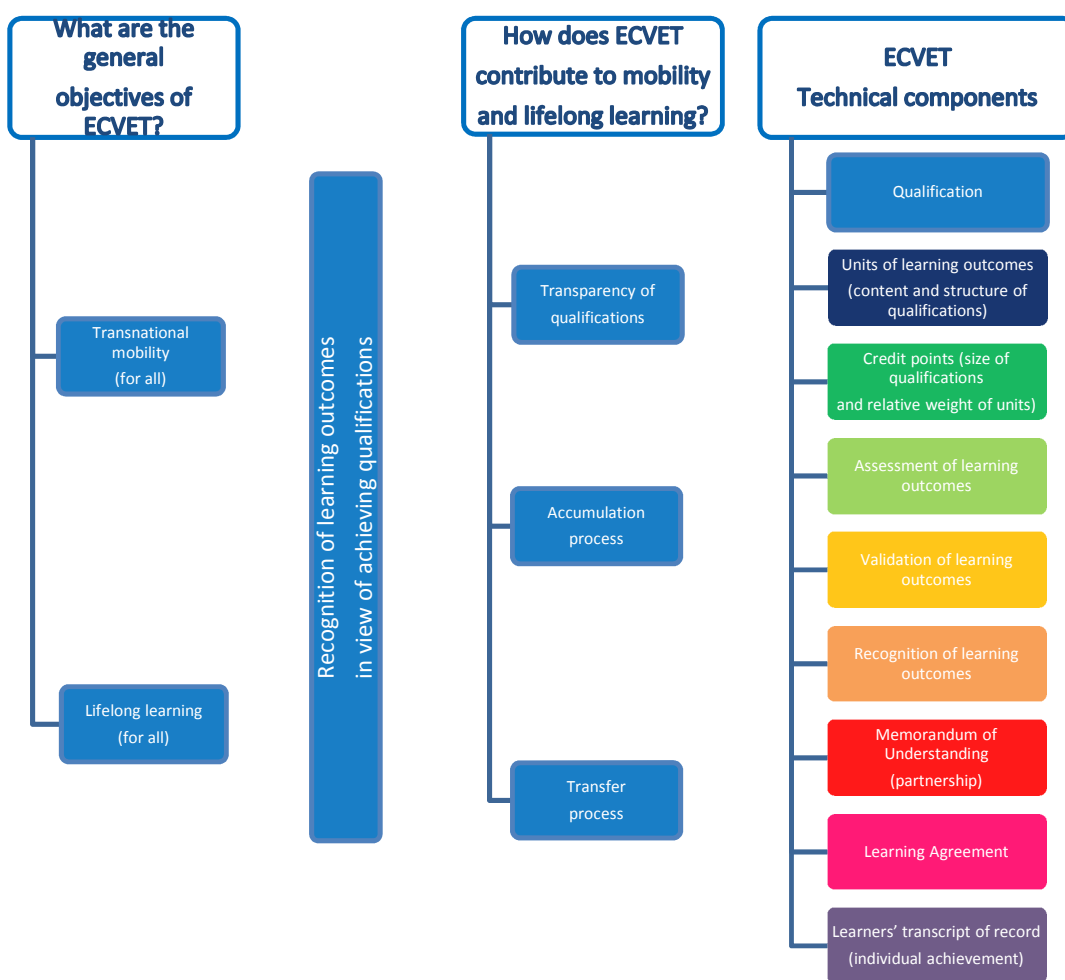 What are the
general
objectives of
ECVET?
Transnational
mobility
(for all)
Lifelong learning
(for all)
Recognition of learning outcomes
in view of achieving qualifications
How does ECVET
contribute to mobility
and lifelong learning?
Transparency of
qualifications
Accumulation
process
Transfer
process
ECVET
Technical components
Qualification
Units of learning outcomes
(content and structure of
qualifications)
Credit points (size of
qualifications
and relative weight of units)
Assessment of learning
outcomes
Validation of learning
outcomes
Recognition of learning
outcomes
Memorandum of
Understanding
(partnership)
Learning Agreement
Learners’ transcript of record
(individual achievement)